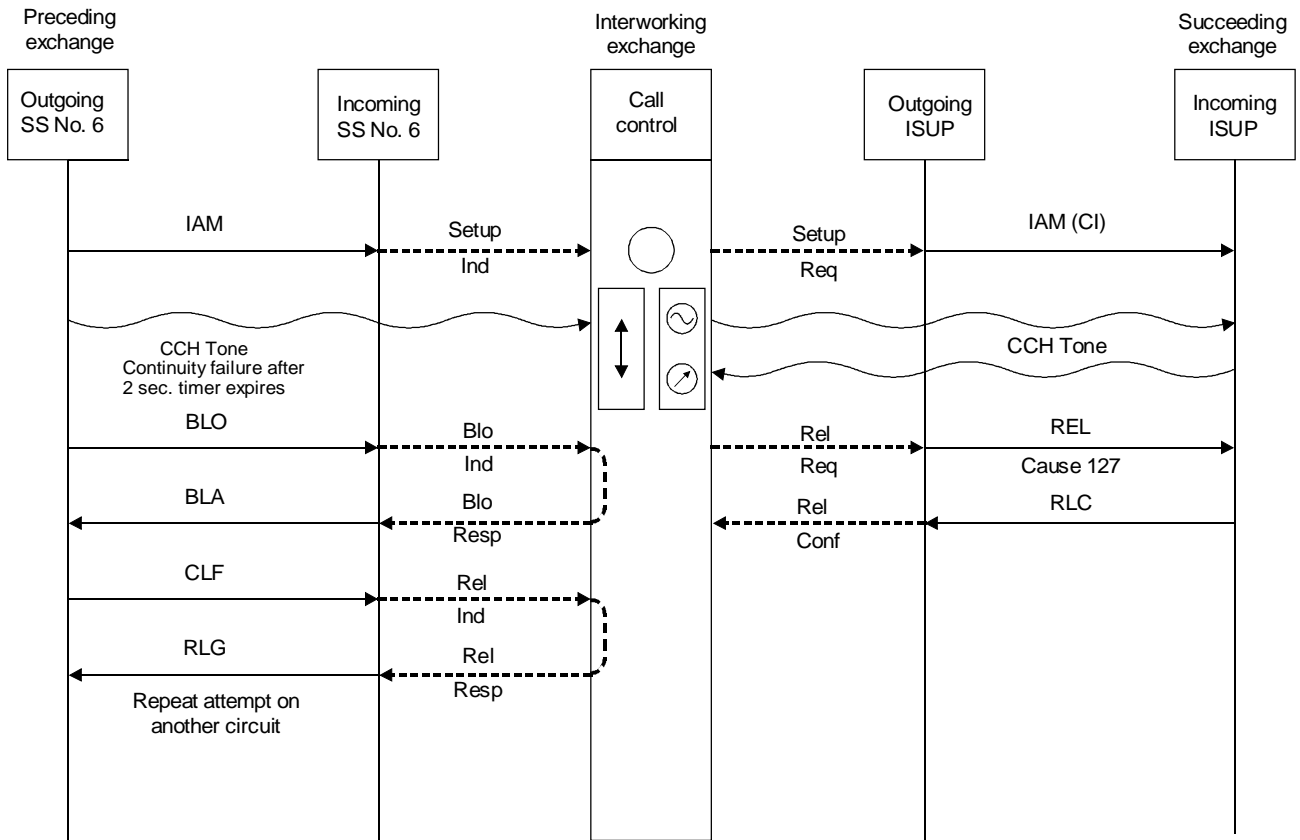 Preceding
exchange
Interworking
exchange
Succeeding
exchange
Outgoing
SS No. 6
Incoming
SS No. 6
Call
control
Outgoing
ISUP
Incoming
ISUP
IAM
Setup
Ind
Setup
Req
IAM (CI)
CCH Tone
Continuity failure after
2 sec. timer expires
CCH Tone
BLO
Blo
Ind
Rel
Req
REL
Cause 127
BLA
Blo
Resp
Rel
Conf
RLC
CLF
Rel
Ind
RLG
Rel
Resp
Repeat attempt on
another circuit